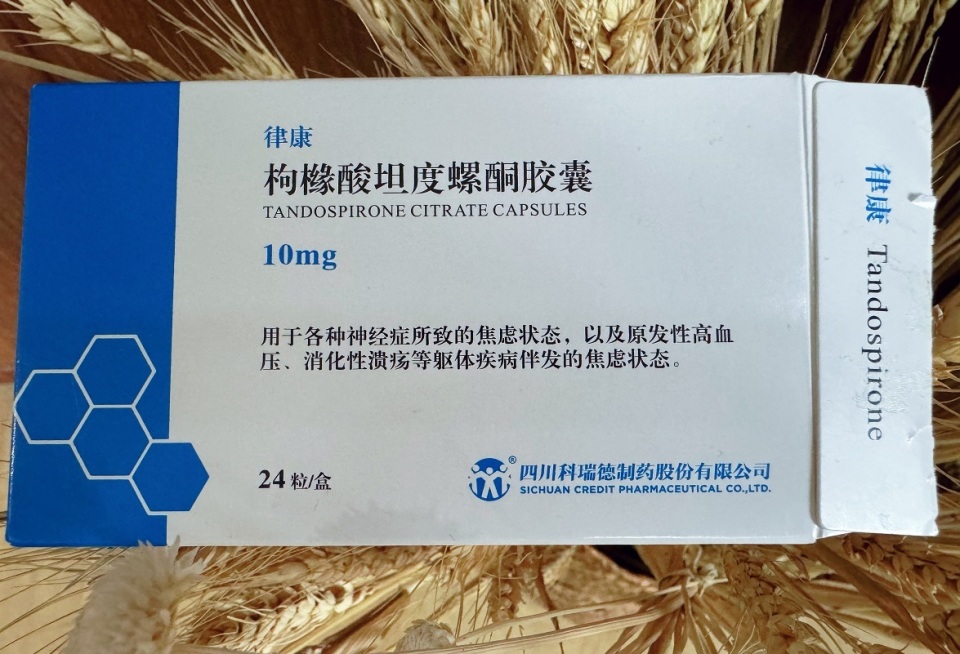 律康
枸橼酸坦度螺酮胶囊
TANDOSPIRONE CITRATE CAPSULES
10mg
用于各种神经症所致的焦虑状态，以及原发性高血
压、消化性溃疡等躯体疾病伴发的焦虑状态。
24粒/盒
®
四川科瑞德制药股份有限公司
SICHUAN CREDIT PHARMACEUTICAL CO.,LTD.
律康 Tandospirone